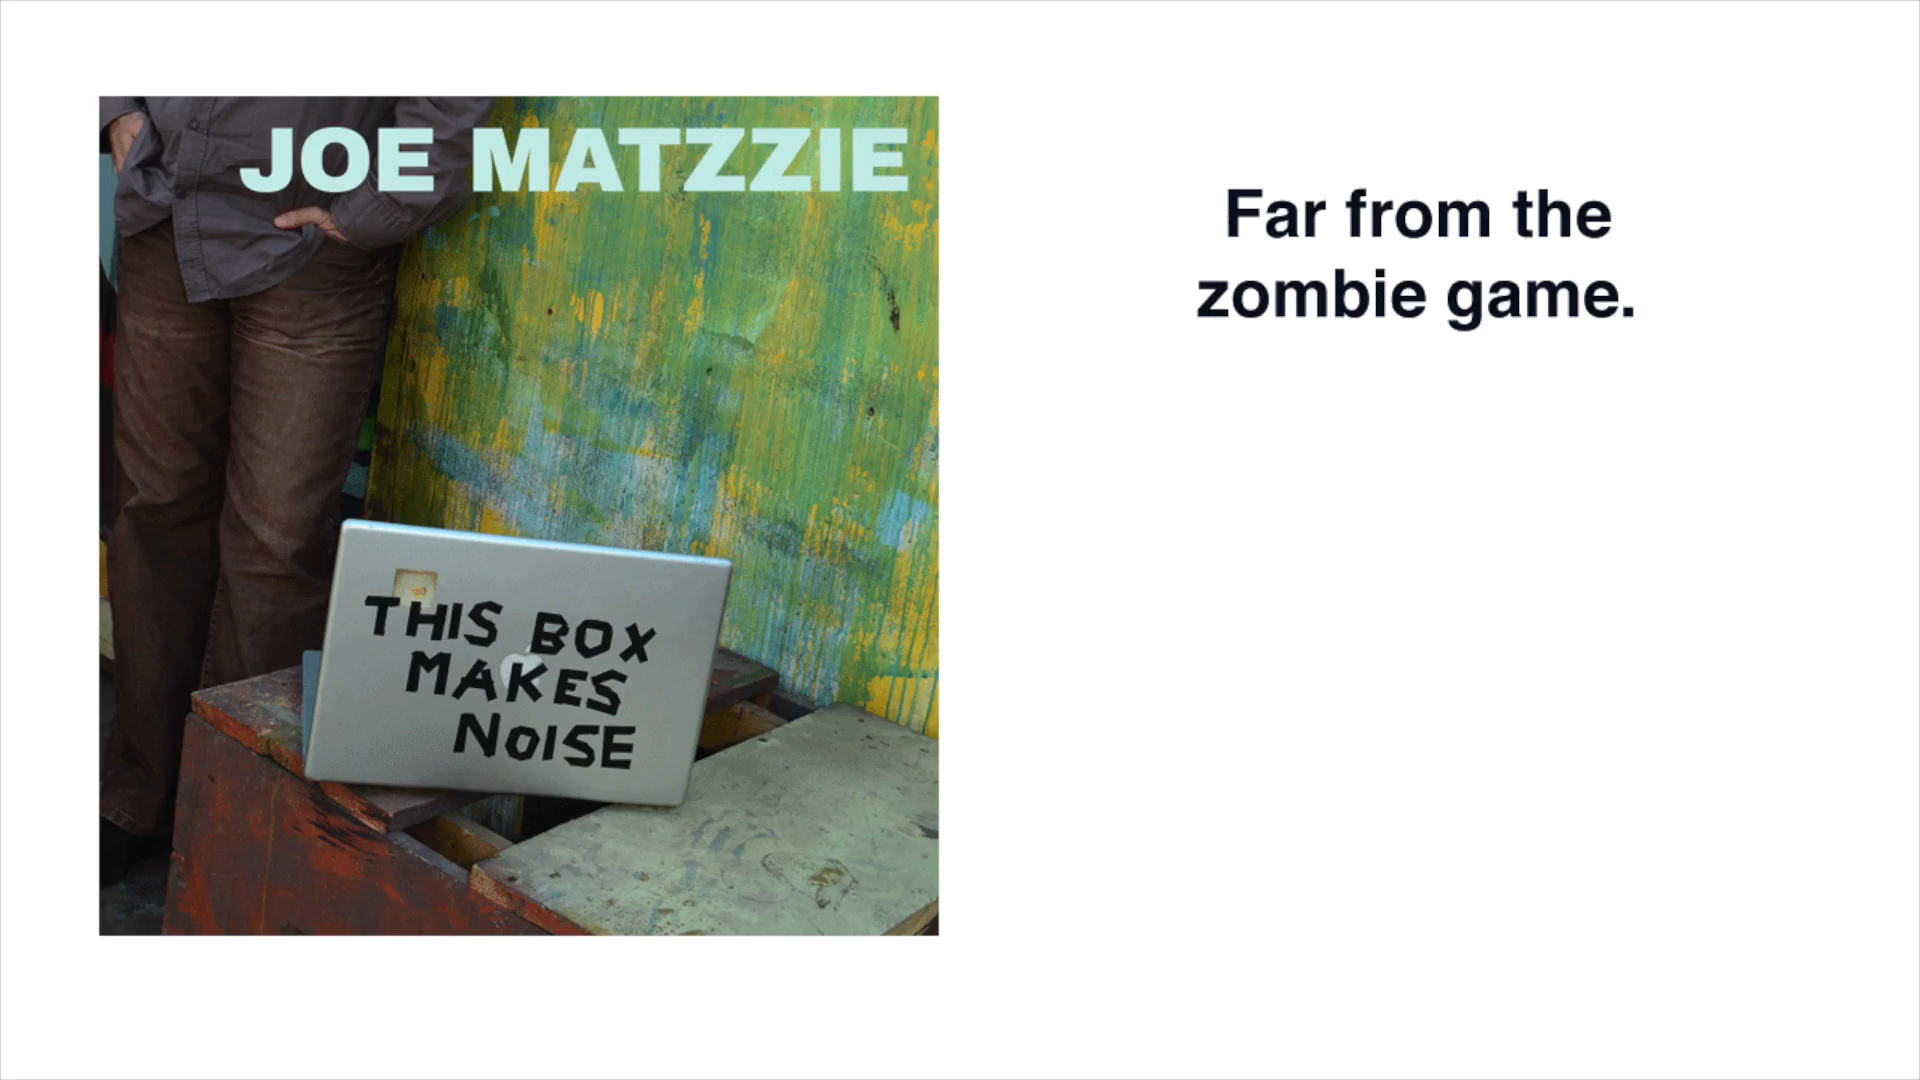 JOE MATZZIE
THIS BOX
MAKES
NOISE
Far from the
zombie game.